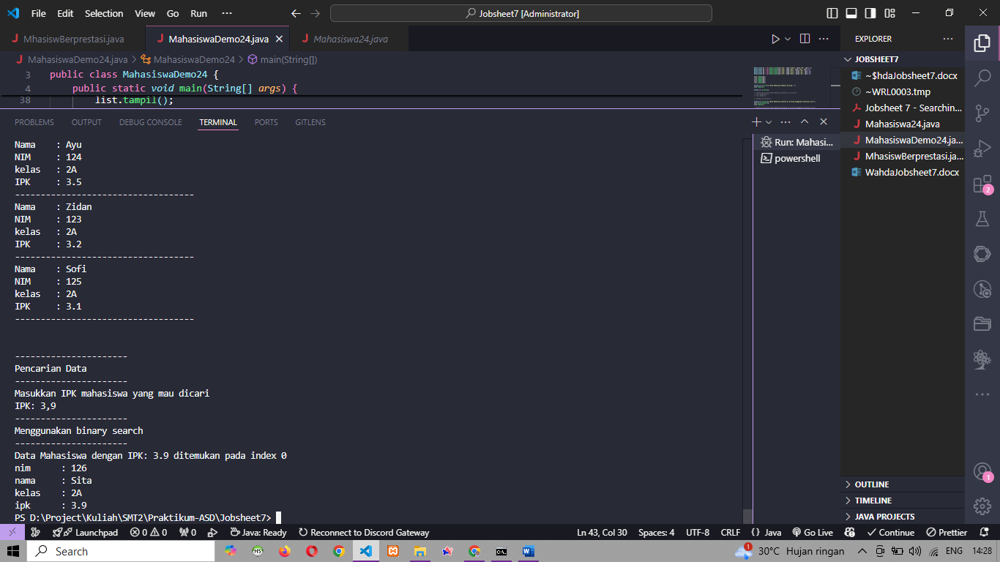 File Edit Selection View Go Run ··· Jobsheet7 [Administrator]
MhasiswBerprestasi.java MahasiswaDemo24.java Mahasiswa24.java
MahasiswaDemo24.java > MahasiswaDemo24 > main(String[])
3 public class MahasiswaDemo24 {
4 public static void main(String[] args) {
38 list.tampil();
PROBLEMS OUTPUT DEBUG CONSOLE TERMINAL PORTS GITLENS
Nama : Ayu
NIM : 124
kelas : 2A
IPK : 3.5
-----------------------------------
Nama : Zidan
NIM : 123
kelas : 2A
IPK : 3.2
-----------------------------------
Nama : Sofi
NIM : 125
kelas : 2A
IPK : 3.1
-----------------------------------
----------------------
Pencarian Data
----------------------
Masukkan IPK mahasiswa yang mau dicari
IPK: 3,9
----------------------
Menggunakan binary search
----------------------
Data Mahasiswa dengan IPK: 3.9 ditemukan pada index 0
nim : 126
nama : Sita
kelas : 2A
ipk : 3.9
PS D:\Project\Kuliah\SMT2\Praktikum-ASD\Jobsheet7>
Run: Mahasi...
powershell
EXPLORER
JOBSHEET7
~$hdaJobsheet7.docx
~WRL0003.tmp
Jobsheet 7 - Searchin...
Mahasiswa24.java
MahasiswaDemo24.ja...
MhasiswBerprestasi.ja...
WahdaJobsheet7.docx
OUTLINE
TIMELINE
JAVA PROJECTS
2
1
Launchpad 0 0 0 Java: Ready Reconnect to Discord Gateway Ln 43, Col 30 Spaces: 4 UTF-8 CRLF {} Java Go Live Continue Prettier
Search 1 30°C Hujan ringan ENG 14:28